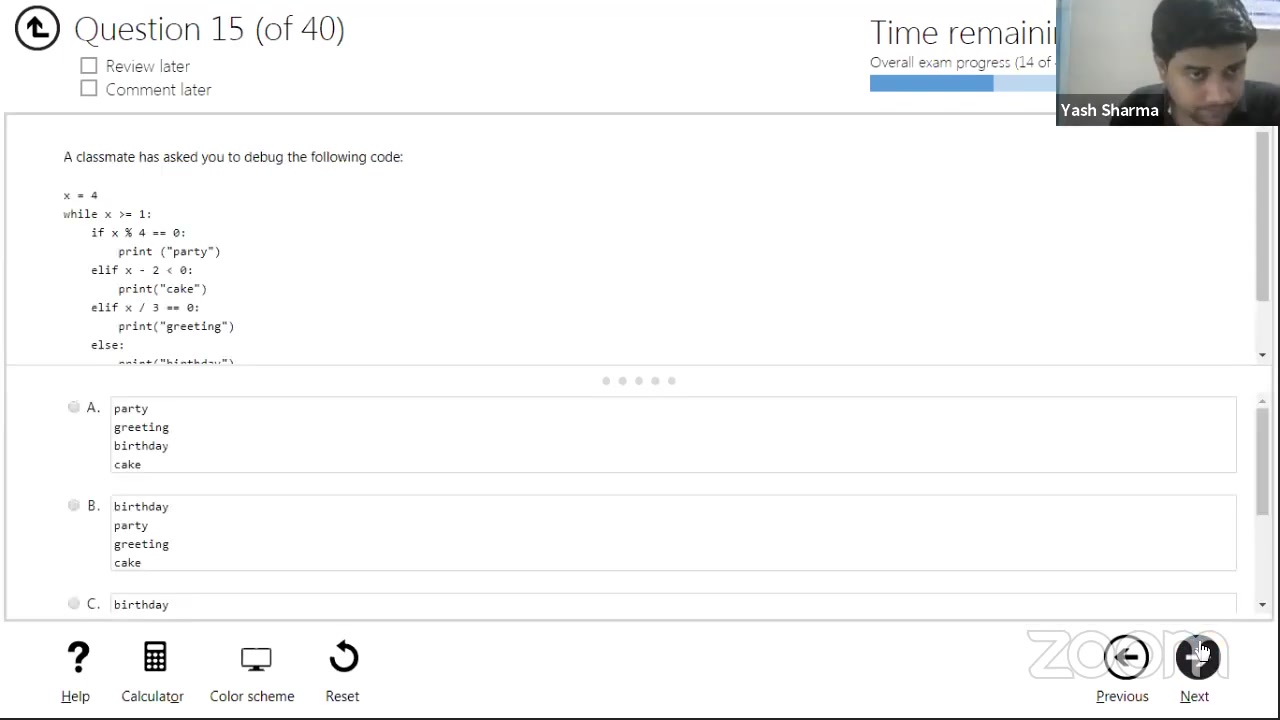 Question 15 (of 40)
Review later
Comment later
Time remaini
Overall exam progress (14 of
Yash Sharma
A classmate has asked you to debug the following code:
x = 4
while x >= 1:
if x % 4 == 0:
print ("party")
elif x - 2 < 0:
print("cake")
elif x / 3 == 0:
print("greeting")
else:
print("birthday")
A. party
greeting
birthday
cake
B. birthday
party
greeting
cake
C. birthday
zoom
Help
Calculator
Color scheme
Reset
Previous
Next